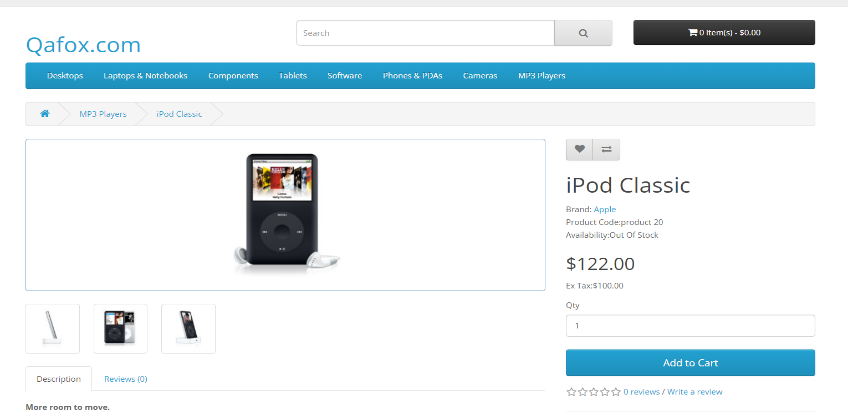 Qafox.com
Search
0 item(s) - $0.00
Desktops Laptops & Notebooks Components Tablets Software Phones & PDAs Cameras MP3 Players
MP3 Players iPod Classic
iPod Classic
Brand: Apple
Product Code:product 20
Availability:Out Of Stock
$122.00
Ex Tax:$100.00
Qty
1
Add to Cart
0 reviews / Write a review
Description Reviews (0)
More room to move.